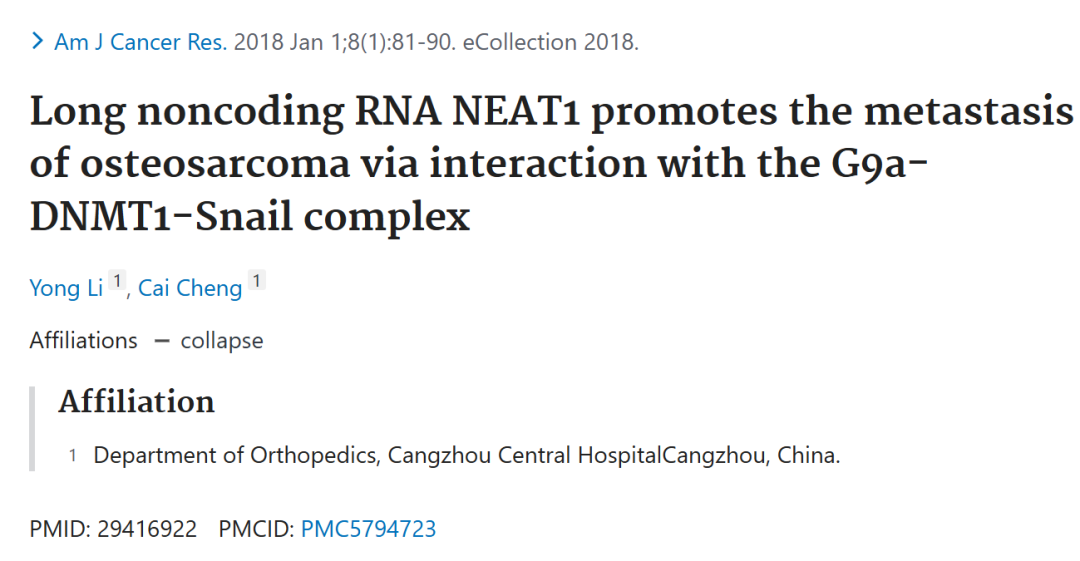 Am J Cancer Res. 2018 Jan 1;8(1):81-90. eCollection 2018.
Long noncoding RNA NEAT1 promotes the metastasis
of osteosarcoma via interaction with the G9a-
DNMT1-Snail complex
Yong Li 1, Cai Cheng 1
Affiliations – collapse
Affiliation
1 Department of Orthopedics, Cangzhou Central HospitalCangzhou, China.
PMID: 29416922 PMCID: PMC5794723